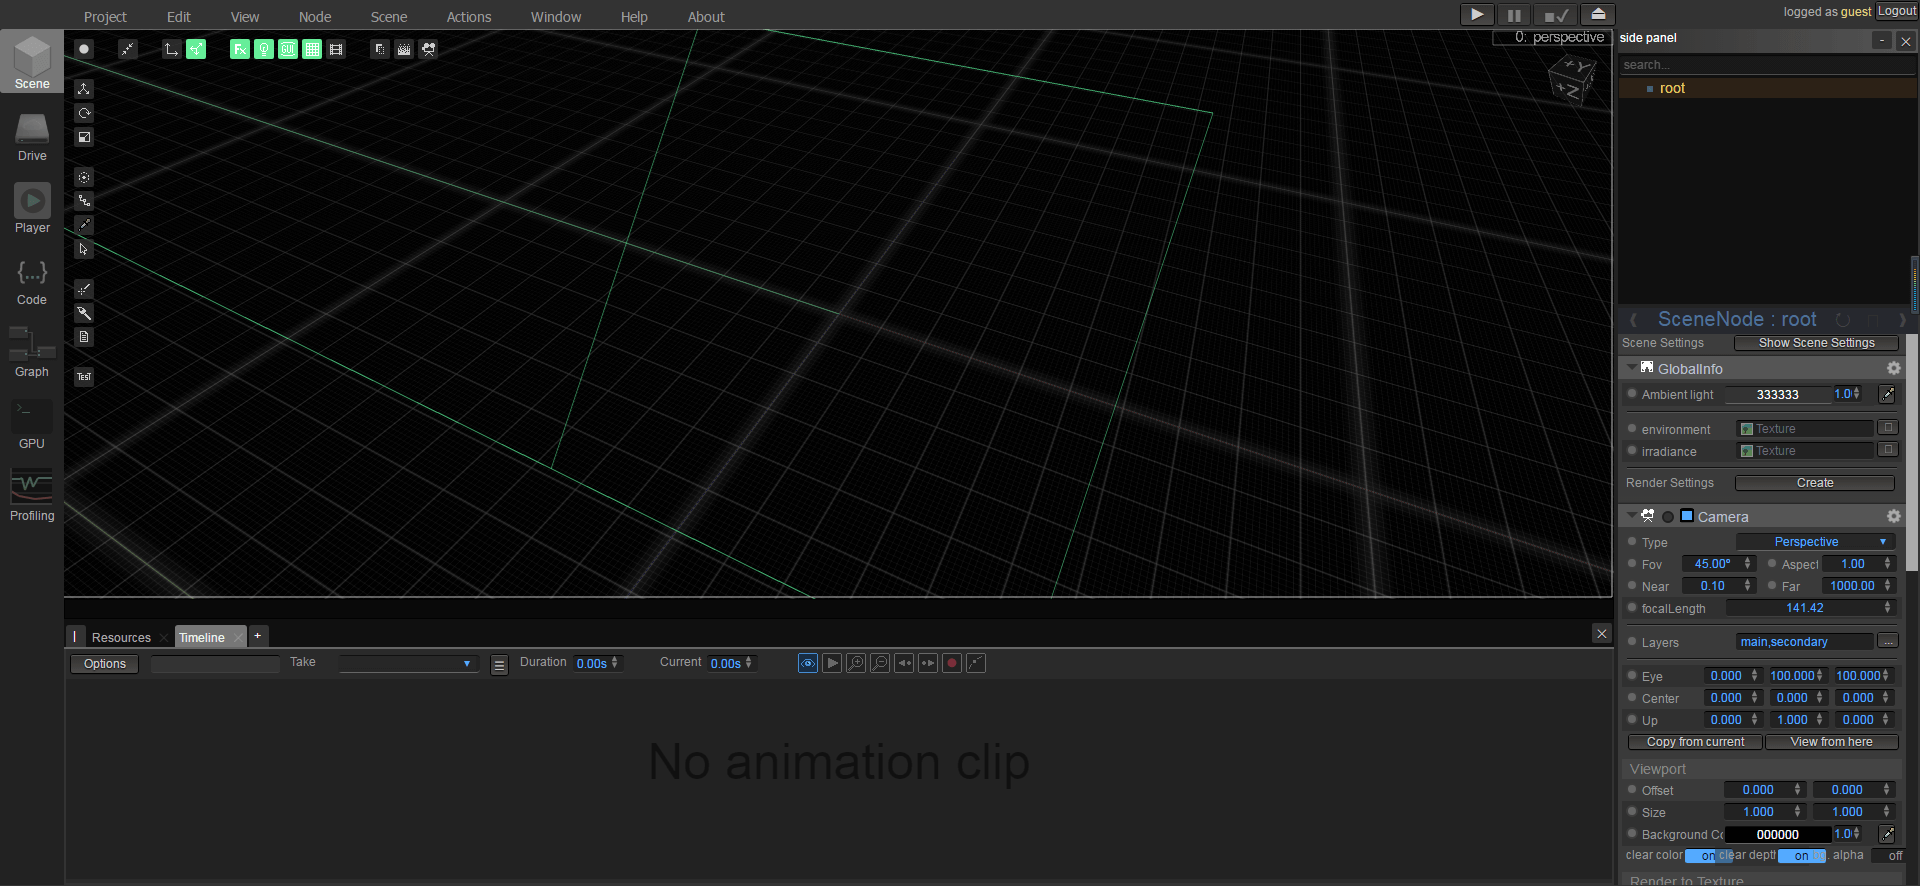 Project Edit View Node Scene Actions Window Help About
logged as guest Logout
Scene
Drive
Player
{...}
Code
Graph
>_
GPU
Profiling
Fx GUI
TEST
0: perspective
+Y
+Z
side panel - X
search...
root
SceneNode : root
Scene Settings Show Scene Settings
GlobalInfo
Ambient light 333333 1.0
environment Texture
irradiance Texture
Render Settings Create
Camera
Type Perspective
Fov 45.00º Aspect 1.00
Near 0.10 Far 1000.00
focalLength 141.42
Layers main,secondary ...
Eye 0.000 100.000 100.000
Center 0.000 0.000 0.000
Up 0.000 1.000 0.000
Copy from current View from here
Viewport
Offset 0.000 0.000
Size 1.000 1.000
Background Co 000000 1.0
clear color on clear depth on alpha off
Render to Texture
| Resources Timeline +
Options Take Duration 0.00s Current 0.00s
No animation clip